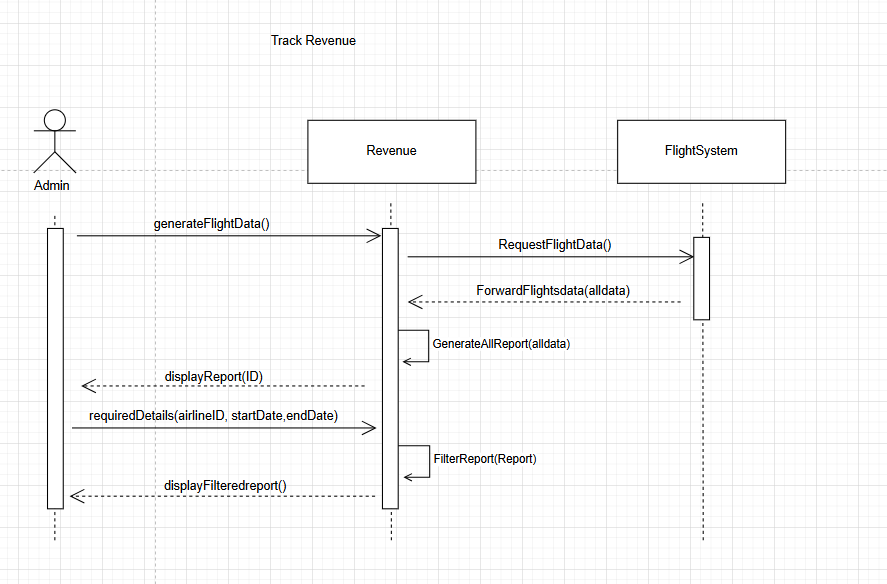 Track Revenue
Admin
Revenue
FlightSystem
generateFlightData()
RequestFlightData()
ForwardFlightsdata(alldata)
GenerateAllReport(alldata)
displayReport(ID)
requiredDetails(airlineID, startDate,endDate)
FilterReport(Report)
displayFilteredreport()